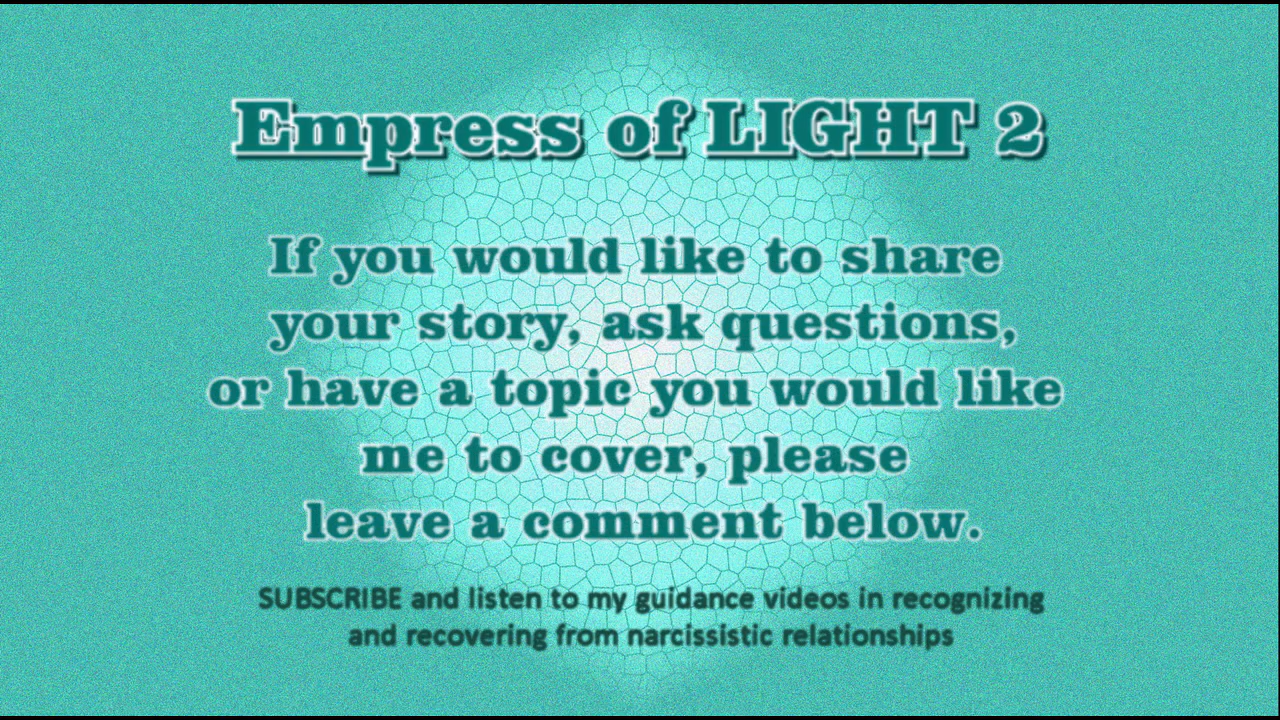 Empress of LIGHT 2
If you would like to share
your story, ask questions,
or have a topic you would like
me to cover, please
leave a comment below.
SUBSCRIBE and listen to my guidance videos in recognizing
and recovering from narcissistic relationships